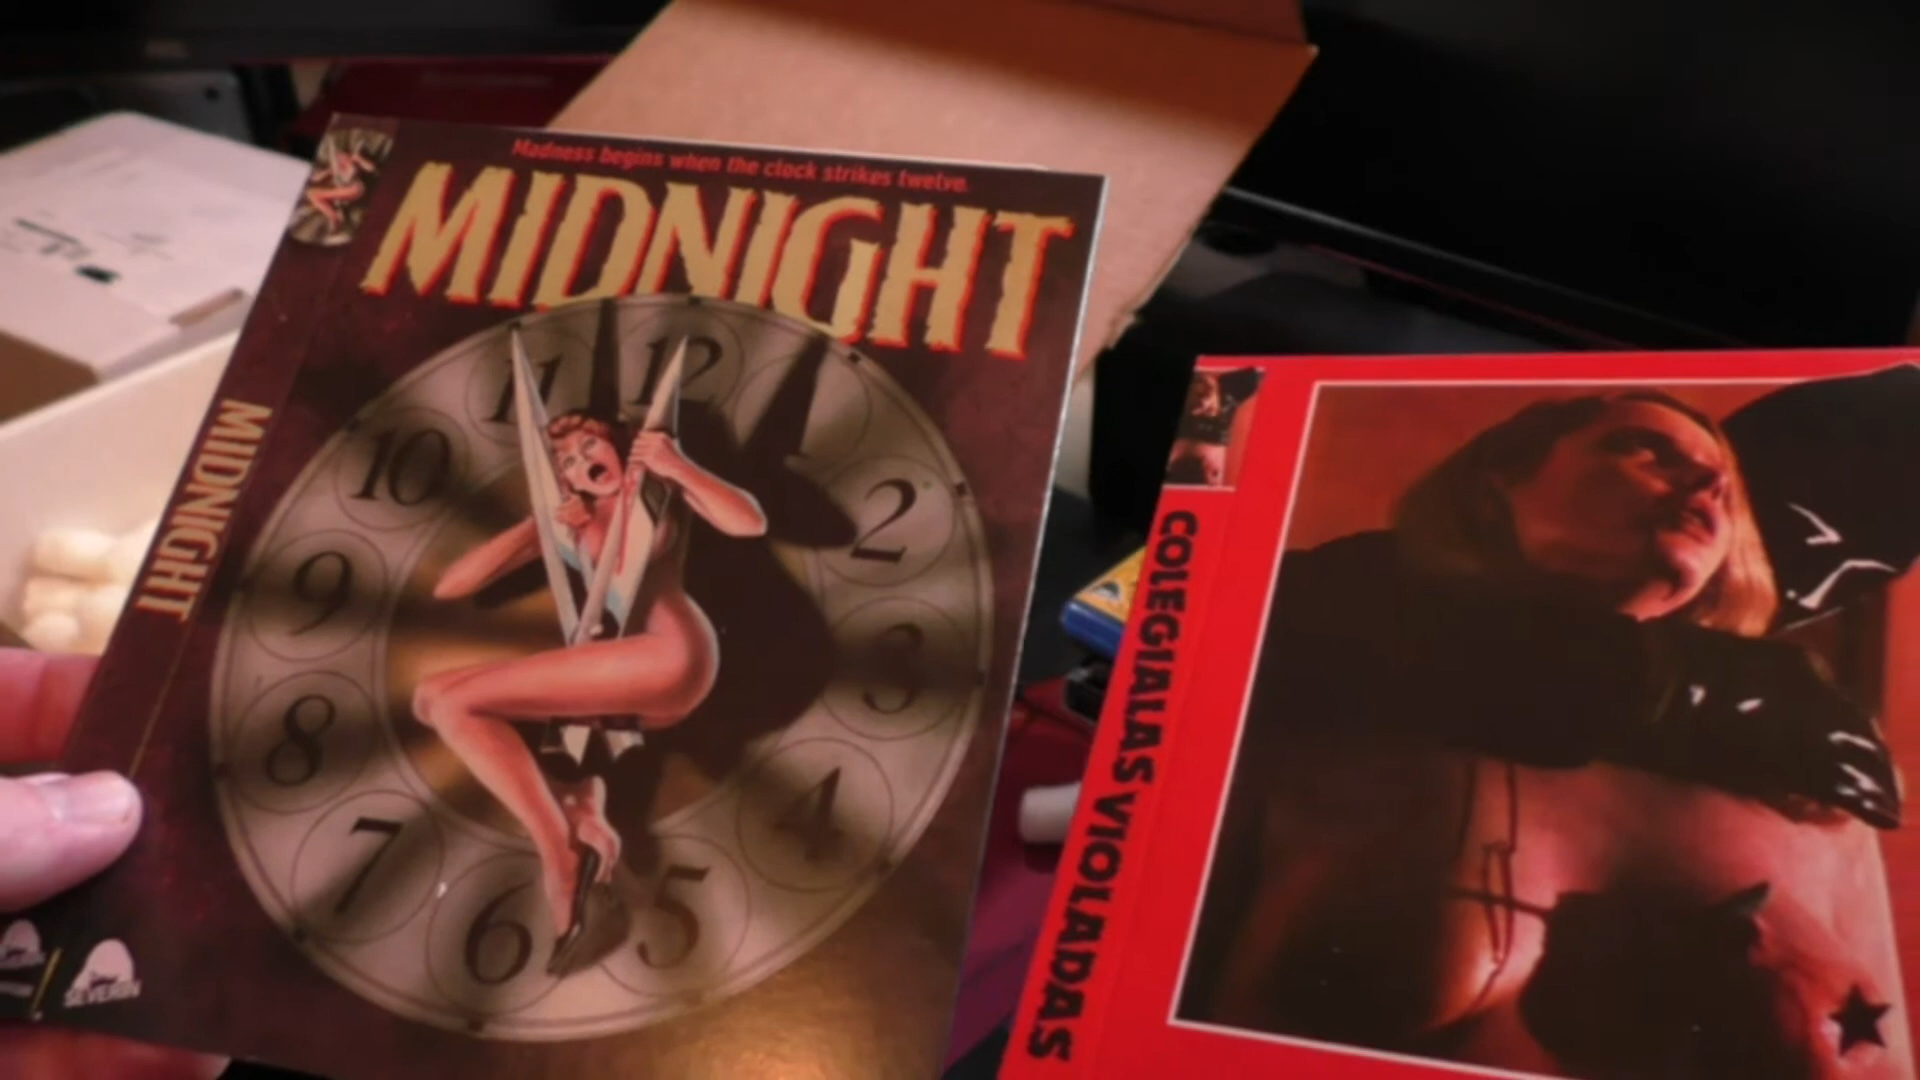 Madness begins when the clock strikes twelve.
MIDNIGHT
MIDNIGHT
11
12
10
2
9
3
8
4
7
6
5
SEVERIN
COLEGIALAS VIOLADAS